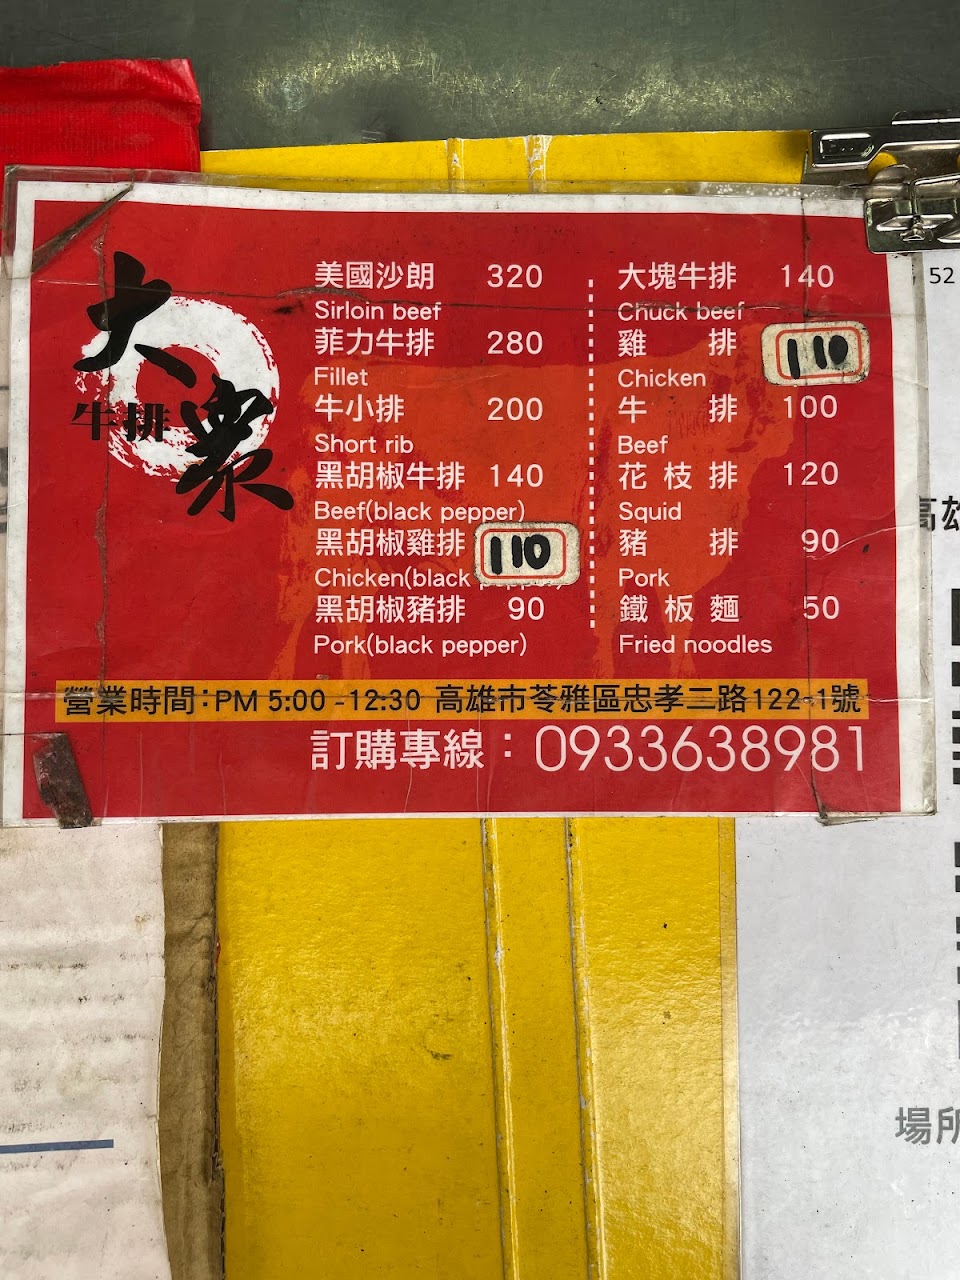 大眾
牛排
美國沙朗 320
Sirloin beef
菲力牛排 280
Fillet
牛小排 200
Short rib
黑胡椒牛排 140
Beef(black pepper)
黑胡椒雞排 110
Chicken(black
黑胡椒豬排 90
Pork(black pepper)
大塊牛排 140
Chuck beef
雞排 110
Chicken
牛排 100
Beef
花枝排 120
Squid
豬排 90
Pork
鐵板麵 50
Fried noodles
營業時間:PM 5:00 -12:30 高雄市苓雅區忠孝二路122-1號
訂購專線：0933638981
52
高雄
場所